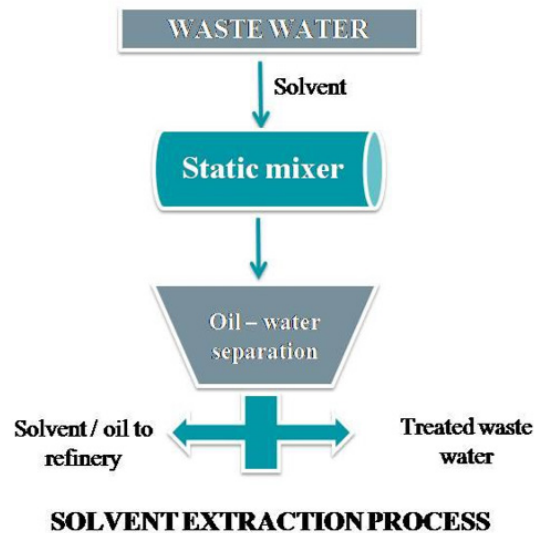 WASTE WATER
Solvent
Static mixer
Oil – water
separation
Solvent / oil to
refinery
Treated waste
water
SOLVENT EXTRACTION PROCESS